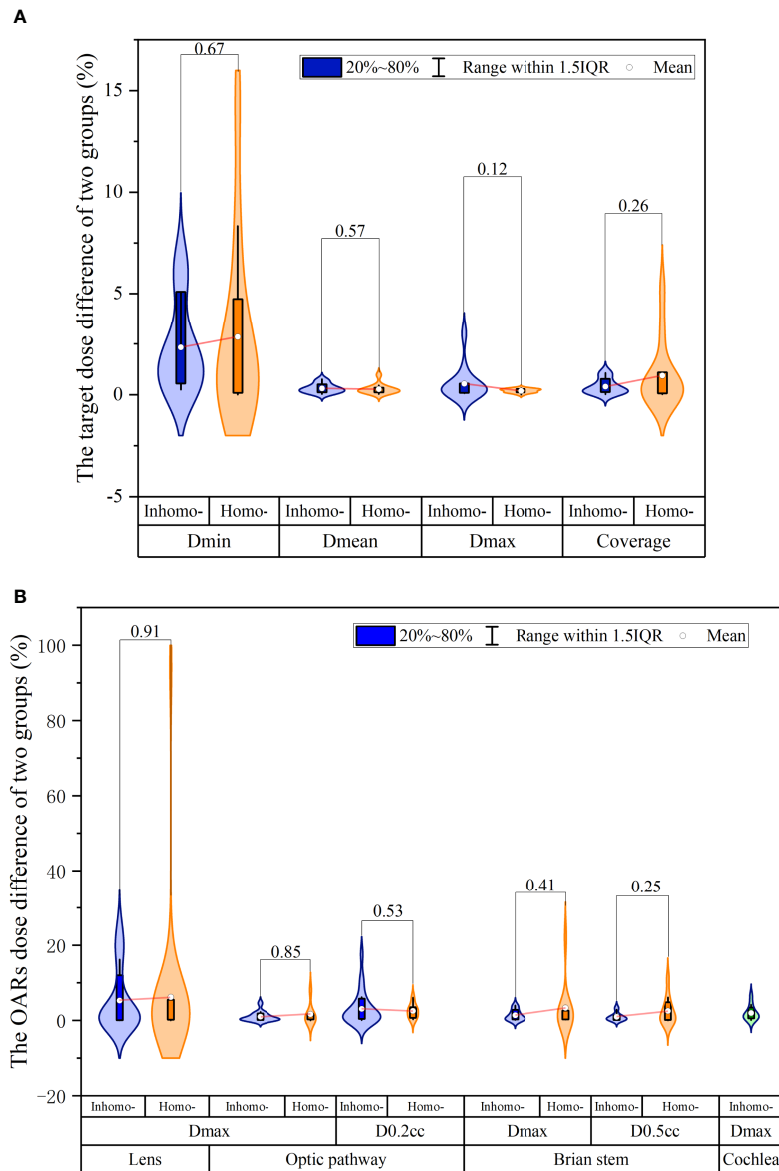 A
The target dose difference of two groups (%)
15
10
5
0
-5
20%~80% Range within 1.5IQR Mean
0.67
0.57
0.12
0.26
Inhomo- Homo- Inhomo- Homo- Inhomo- Homo- Inhomo- Homo-
Dmin Dmean Dmax Coverage
B
The OARs dose difference of two groups (%)
100
80
60
40
20
0
−20
20%~80% Range within 1.5IQR Mean
0.91
0.85
0.53
0.41
0.25
Inhomo- Homo- Inhomo- Homo- Inhomo- Homo- Inhomo- Homo- Inhomo- Homo- Inhomo-
Dmax D0.2cc Dmax D0.5cc Dmax
Lens Optic pathway Brian stem Cochlea